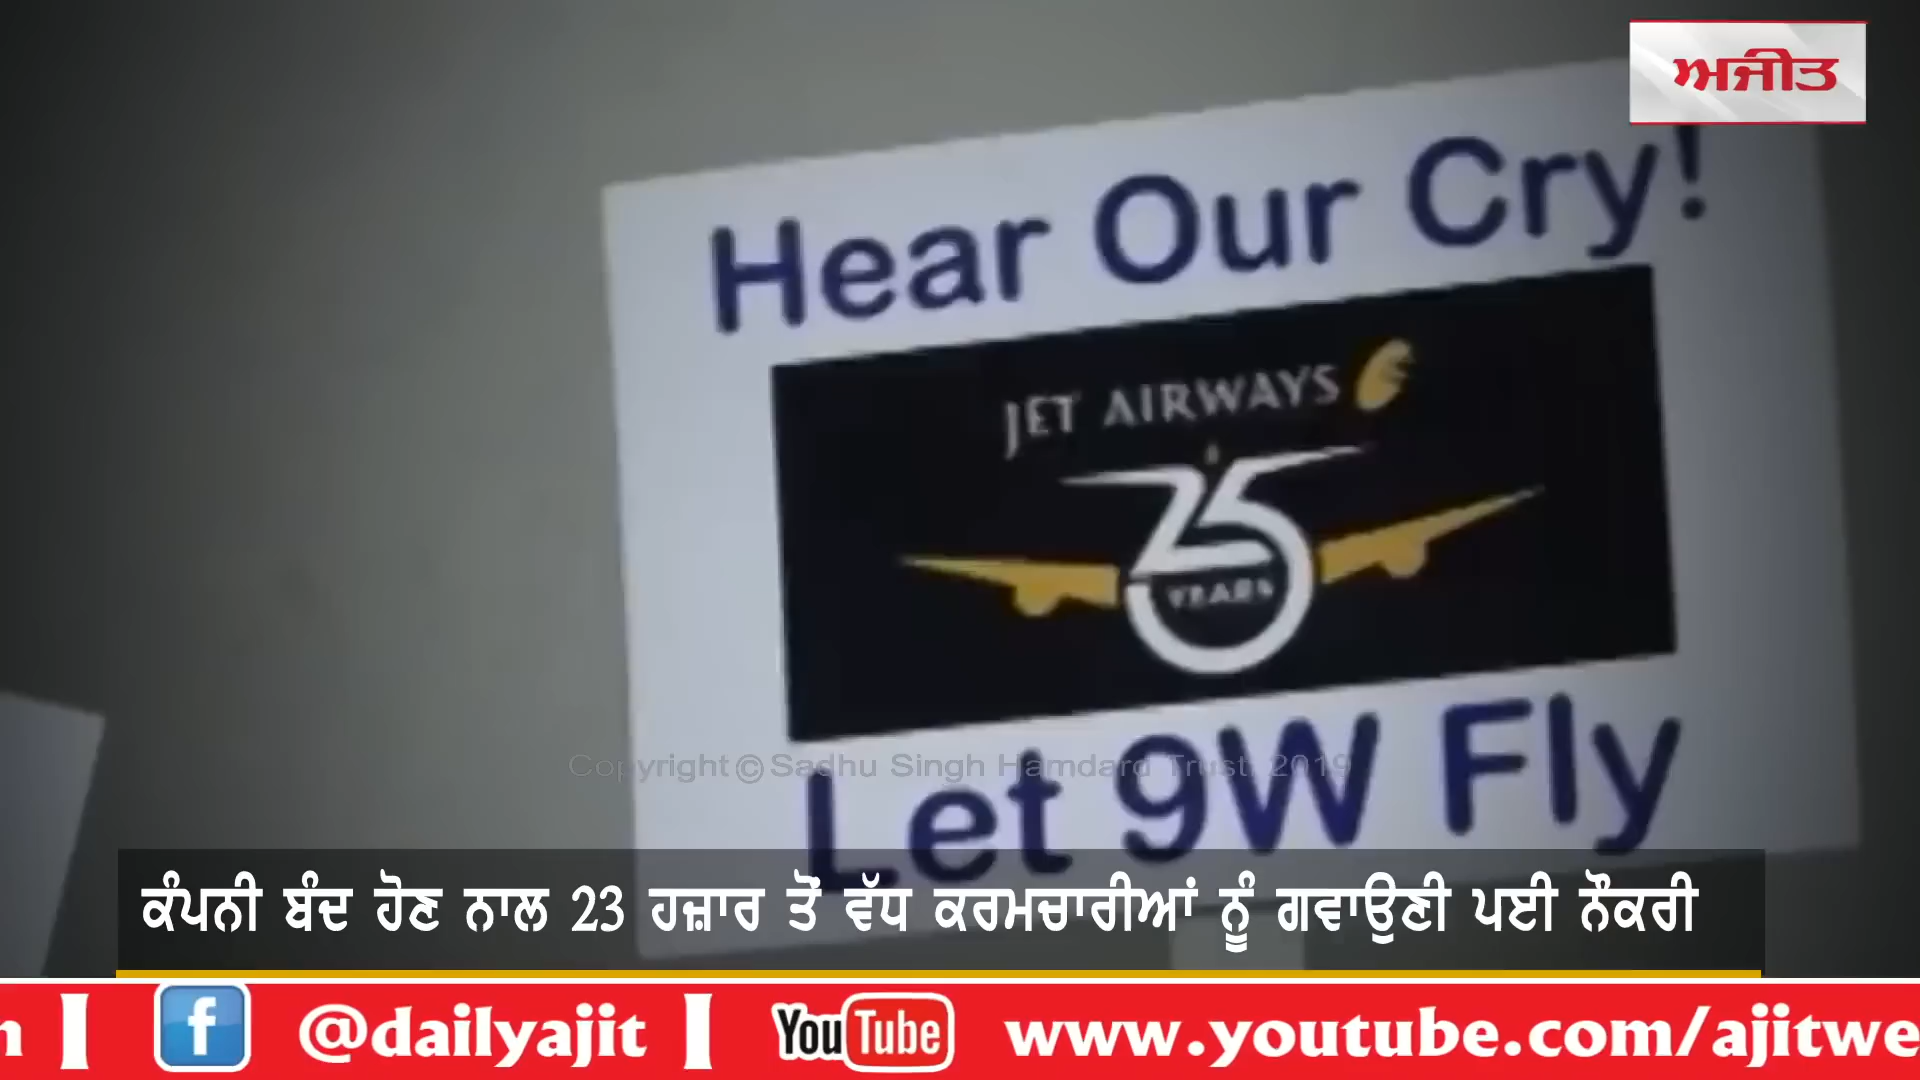 ਅਜੀਤ
Hear Our Cry!
JET AIRWAYS
25
YEARS
Let 9W Fly
Copyright © Sadhu Singh Hamdard Trust, 2019
ਕੰਪਨੀ ਬੰਦ ਹੋਣ ਨਾਲ 23 ਹਜ਼ਾਰ ਤੋਂ ਵੱਧ ਕਰਮਚਾਰੀਆਂ ਨੂੰ ਗਵਾਉਣੀ ਪਈ ਨੌਕਰੀ
f @dailyajit YouTube www.youtube.com/ajitwe